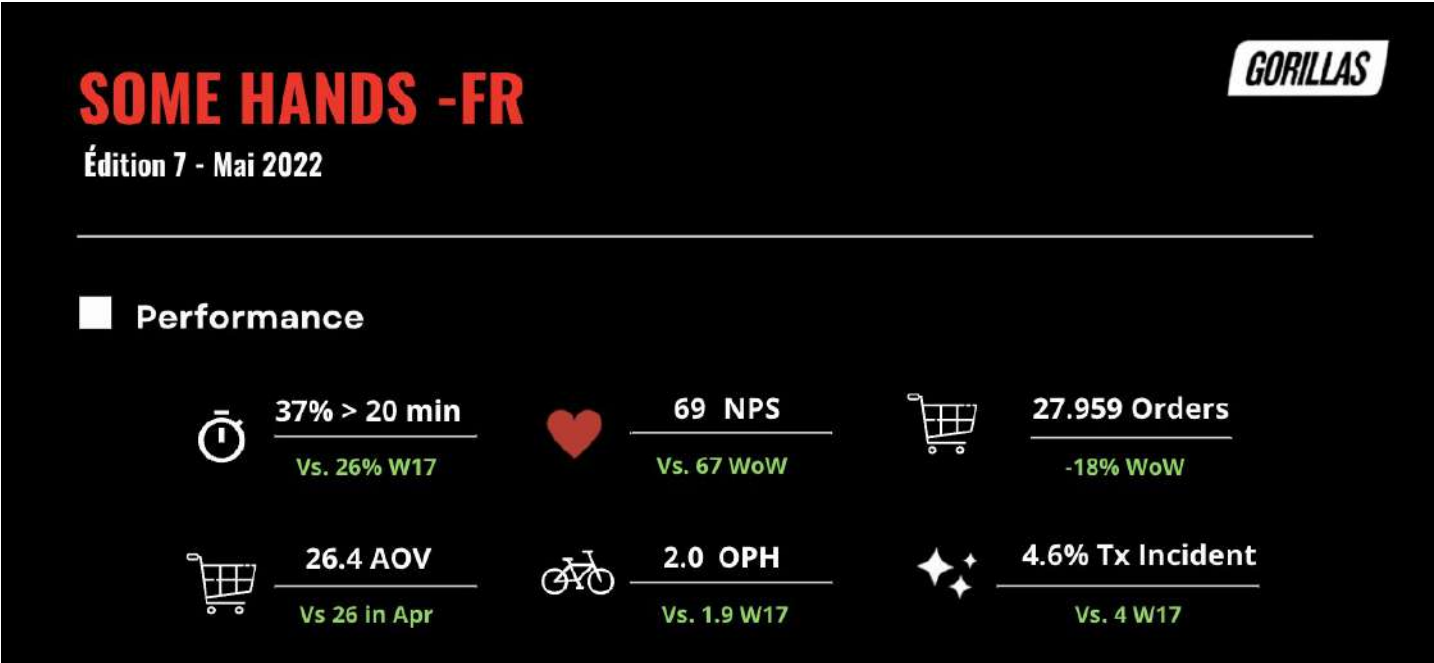 GORILLAS
SOME HANDS -FR
Édition 7 - Mai 2022
Performance
37% > 20 min
Vs. 26% W17
69 NPS
Vs. 67 WoW
27.959 Orders
-18% WoW
26.4 AOV
Vs 26 in Apr
2.0 OPH
Vs. 1.9 W17
4.6% Tx Incident
Vs. 4 W17